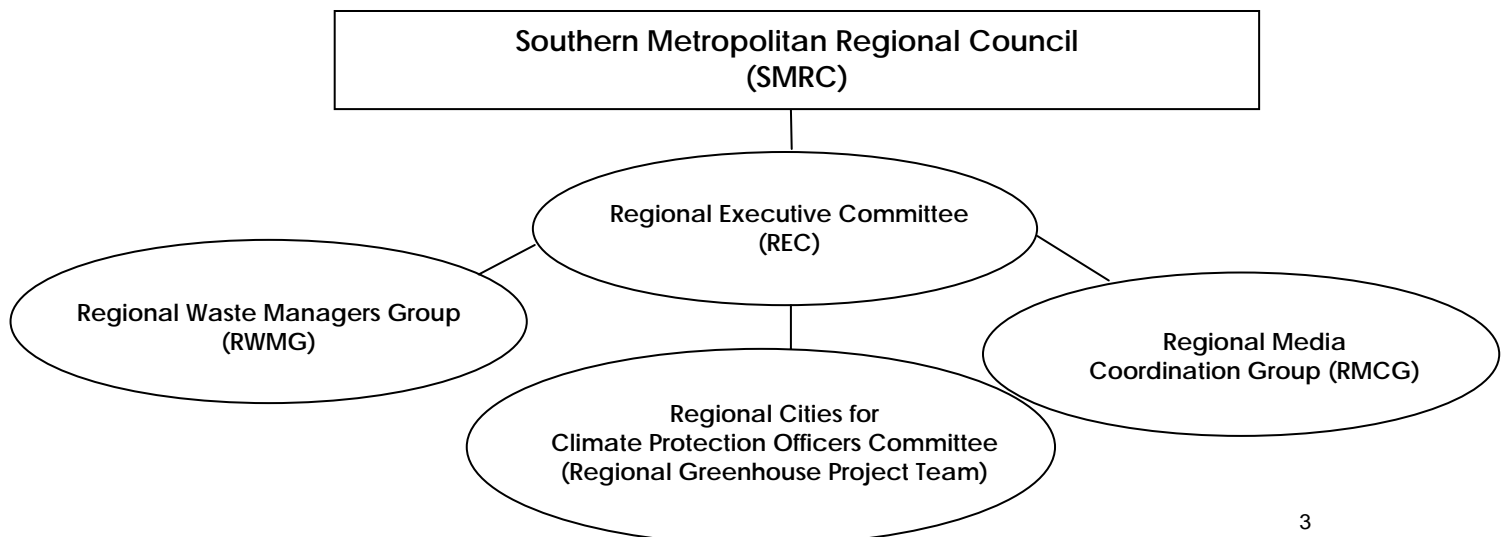 Southern Metropolitan Regional Council
(SMRC)
Regional Executive Committee
(REC)
Regional Waste Managers Group
(RWMG)
Regional Media
Coordination Group (RMCG)
Regional Cities for
Climate Protection Officers Committee
(Regional Greenhouse Project Team)
3